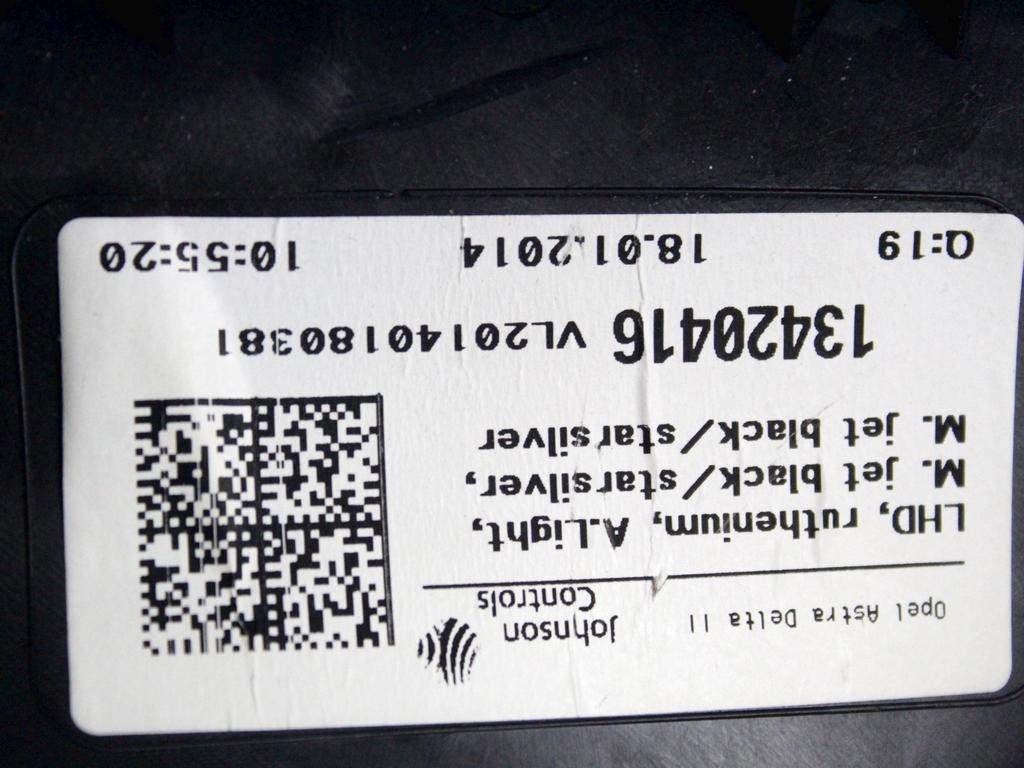 Opel Astra Delta II
Johnson
Controls
LHD, ruthenium, A.Light,
M. jet black/starsilver,
M. jet black/starsilver
13420416 VL20140180381
Q:19 18.01.2014 10:55:20